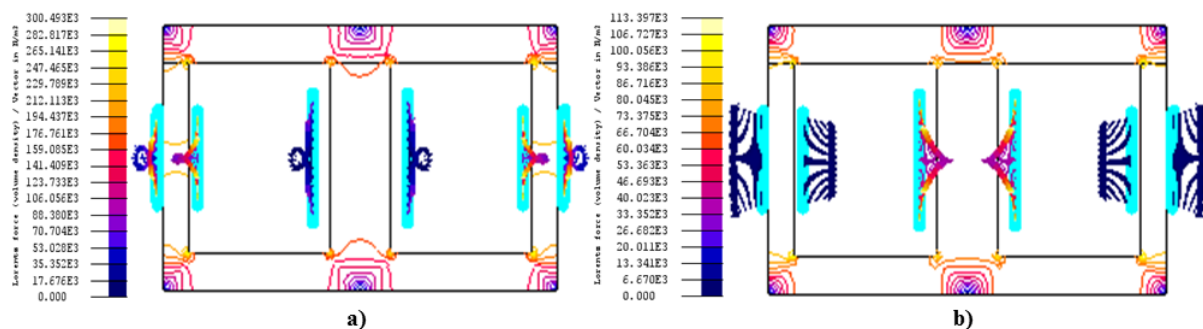 300.493E3
282.817E3
265.141E3
247.465E3
229.789E3
212.113E3
194.437E3
176.761E3
159.085E3
141.409E3
123.733E3
106.056E3
88.380E3
70.704E3
53.028E3
35.352E3
17.676E3
0.000
Lorentz force (volume density) / Vector in N/m3
a)
113.397E3
106.727E3
100.056E3
93.386E3
86.716E3
80.045E3
73.375E3
66.704E3
60.034E3
53.363E3
46.693E3
40.023E3
33.352E3
26.682E3
20.011E3
13.341E3
6.670E3
0.000
Lorentz force (volume density) / Vector in N/m3
b)